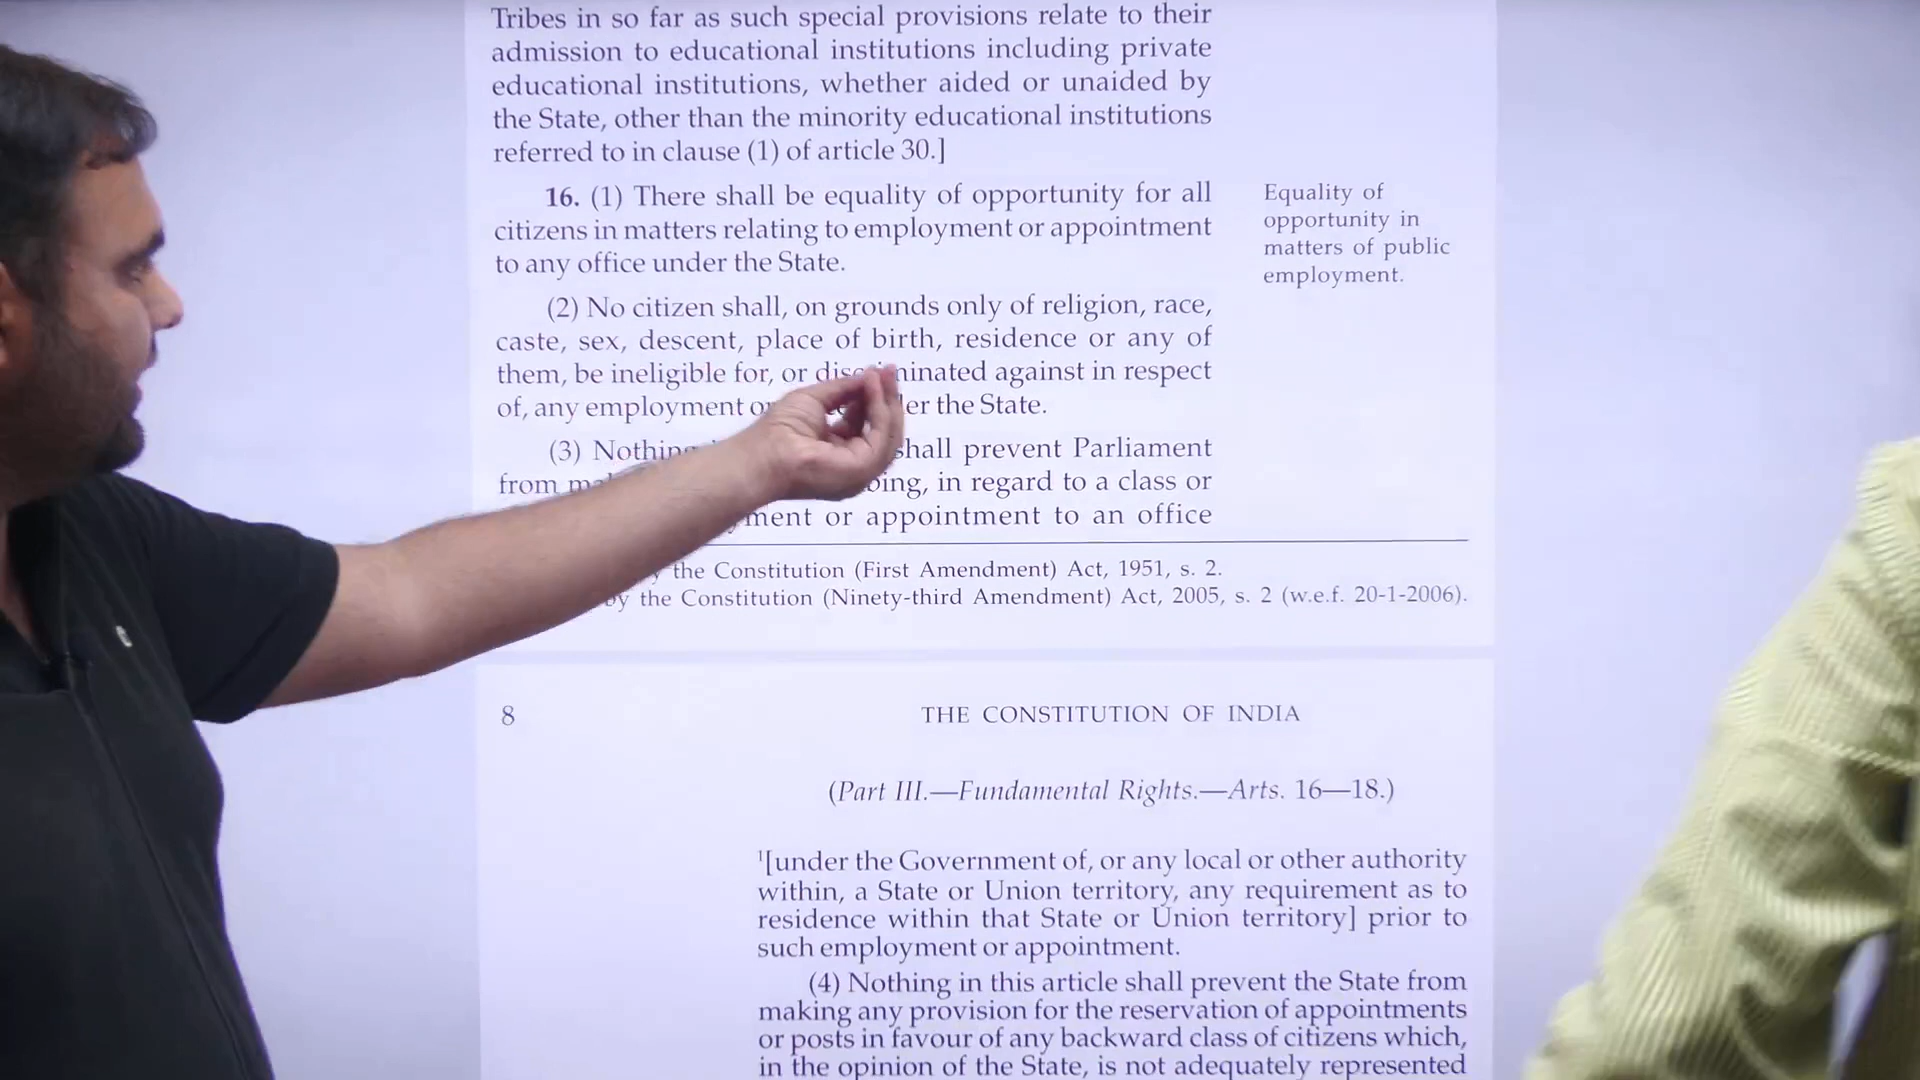 Tribes in so far as such special provisions relate to their
admission to educational institutions including private
educational institutions, whether aided or unaided by
the State, other than the minority educational institutions
referred to in clause (1) of article 30.]
16. (1) There shall be equality of opportunity for all
citizens in matters relating to employment or appointment
to any office under the State.
Equality of
opportunity in
matters of public
employment.
(2) No citizen shall, on grounds only of religion, race,
caste, sex, descent, place of birth, residence or any of
them, be ineligible for, or discriminated against in respect
of, any employment or the State.
(3) Nothing shall prevent Parliament
from in regard to a class or
or appointment to an office
the Constitution (First Amendment) Act, 1951, s. 2.
by the Constitution (Ninety-third Amendment) Act, 2005, s. 2 (w.e.f. 20-1-2006).
8 THE CONSTITUTION OF INDIA
(Part III.—Fundamental Rights.—Arts. 16—18.)
1[under the Government of, or any local or other authority
within, a State or Union territory, any requirement as to
residence within that State or Union territory] prior to
such employment or appointment.
(4) Nothing in this article shall prevent the State from
making any provision for the reservation of appointments
or posts in favour of any backward class of citizens which,
in the opinion of the State, is not adequately represented